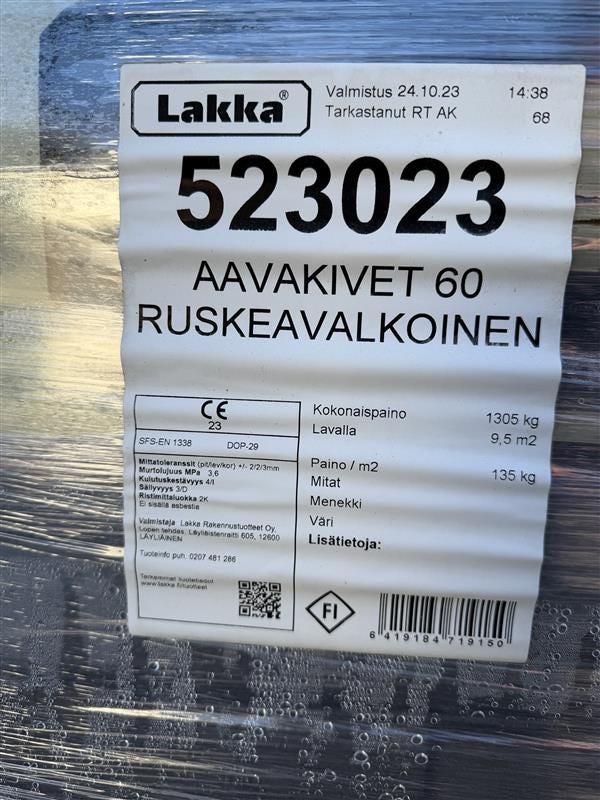 Lakka®
Valmistus 24.10.23 14:38
Tarkastanut RT AK 68
523023
AAVAKIVET 60
RUSKEAVALKOINEN
CE
23
SFS-EN 1338 DOP-29
Mittatoleranssit (pit/lev/kor) +/- 2/2/3mm
Murtolujuus MPa 3,6
Kulutuskestävyys 4/I
Säilyvyys 3/D
Ristimittaluokka 2K
Ei sisällä asbestia
Valmistaja Lakka Rakennustuotteet Oy,
Lopen tehdas, Läyliäistenraitti 605, 12600
LÄYLIÄINEN
Tuoteinfo puh. 0207 481 286
Tarkemmat tuotetiedot
www.lakka.fi/tuotteet
Kokonaispaino 1305 kg
Lavalla 9,5 m2
Paino / m2 135 kg
Mitat
Menekki
Väri
Lisätietoja:
FI
6 419184 719150